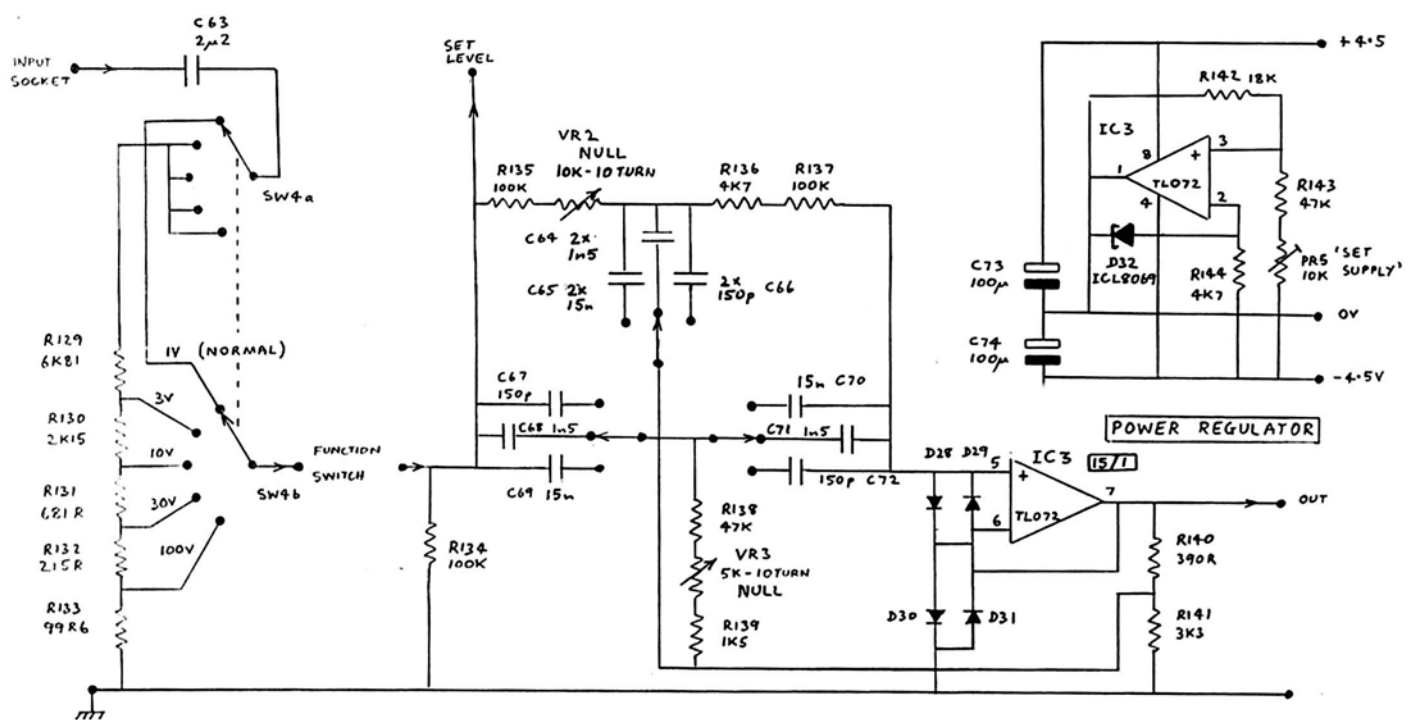 C63
2µ2
INPUT
SOCKET
SW4a
R129
6K81
1V (NORMAL)
3V
R130
2K15
10V
R131
681R
30V
R132
215R
100V
R133
99R6
SW4b
FUNCTION
SWITCH
SET
LEVEL
R135
100K
VR2
NULL
10K-10TURN
R136
4K7
R137
100K
C64 2x
1n5
C65 2x
15n
2x
150p C66
C67
150p
C68 1n5
C69 15n
15n C70
C71 1n5
150p C72
R134
100K
R138
47K
VR3
5K-10TURN
NULL
R139
1K5
D28 D29
D30 D31
5
+
6
-
IC3
TL072
7
15/1
OUT
R140
390R
R141
3K3
+4.5
R142 18K
IC3
8
1
4
+
-
3
2
TL072
R143
47K
D32
ICL8069
R144
4K7
PR5 'SET
10K SUPPLY'
C73
100µ
C74
100µ
0V
-4.5V
POWER REGULATOR